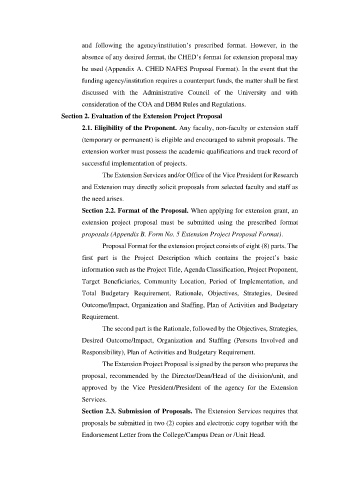 and following the agency/institution's prescribed format. However, in the
absence of any desired format, the CHED's format for extension proposal may
be used (Appendix A. CHED NAFES Proposal Format). In the event that the
funding agency/institution requires a counterpart funds, the matter shall be first
discussed with the Administrative Council of the University and with
consideration of the COA and DBM Rules and Regulations.
Section 2. Evaluation of the Extension Project Proposal
2.1. Eligibility of the Proponent. Any faculty, non-faculty or extension staff
(temporary or permanent) is eligible and encouraged to submit proposals. The
extension worker must possess the academic qualifications and track record of
successful implementation of projects.
The Extension Services and/or Office of the Vice President for Research
and Extension may directly solicit proposals from selected faculty and staff as
the need arises.
Section 2.2. Format of the Proposal. When applying for extension grant, an
extension project proposal must be submitted using the prescribed format
proposals (Appendix B. Form No. 5 Extension Project Proposal Format).
Proposal Format for the extension project consists of eight (8) parts. The
first part is the Project Description which contains the project's basic
information such as the Project Title, Agenda Classification, Project Proponent,
Target Beneficiaries, Community Location, Period of Implementation, and
Total Budgetary Requirement, Rationale, Objectives, Strategies, Desired
Outcome/Impact, Organization and Staffing, Plan of Activities and Budgetary
Requirement.
The second part is the Rationale, followed by the Objectives, Strategies,
Desired Outcome/Impact, Organization and Staffing (Persons Involved and
Responsibility), Plan of Activities and Budgetary Requirement.
The Extension Project Proposal is signed by the person who prepares the
proposal, recommended by the Director/Dean/Head of the division/unit, and
approved by the Vice President/President of the agency for the Extension
Services.
Section 2.3. Submission of Proposals. The Extension Services requires that
proposals be submitted in two (2) copies and electronic copy together with the
Endorsement Letter from the College/Campus Dean or /Unit Head.